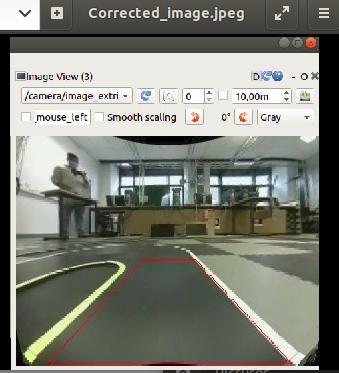 Corrected_image.jpeg
Image View (3)
/camera/image_extri 0 10,00m
mouse_left Smooth scaling 0° Gray